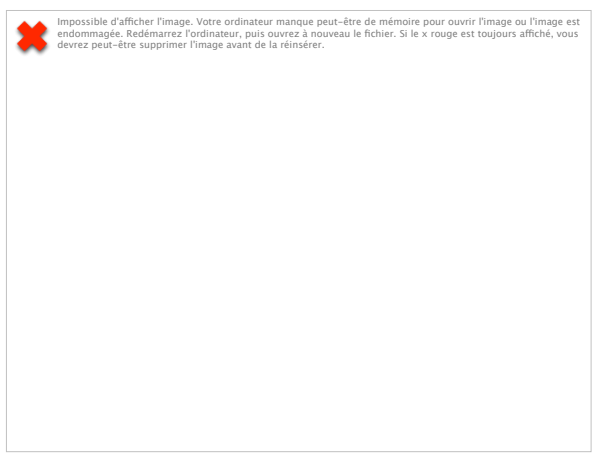 Impossible d'afficher l'image. Votre ordinateur manque peut-être de mémoire pour ouvrir l'image ou l'image est
endommagée. Redémarrez l'ordinateur, puis ouvrez à nouveau le fichier. Si le x rouge est toujours affiché, vous
devrez peut-être supprimer l'image avant de la réinsérer.